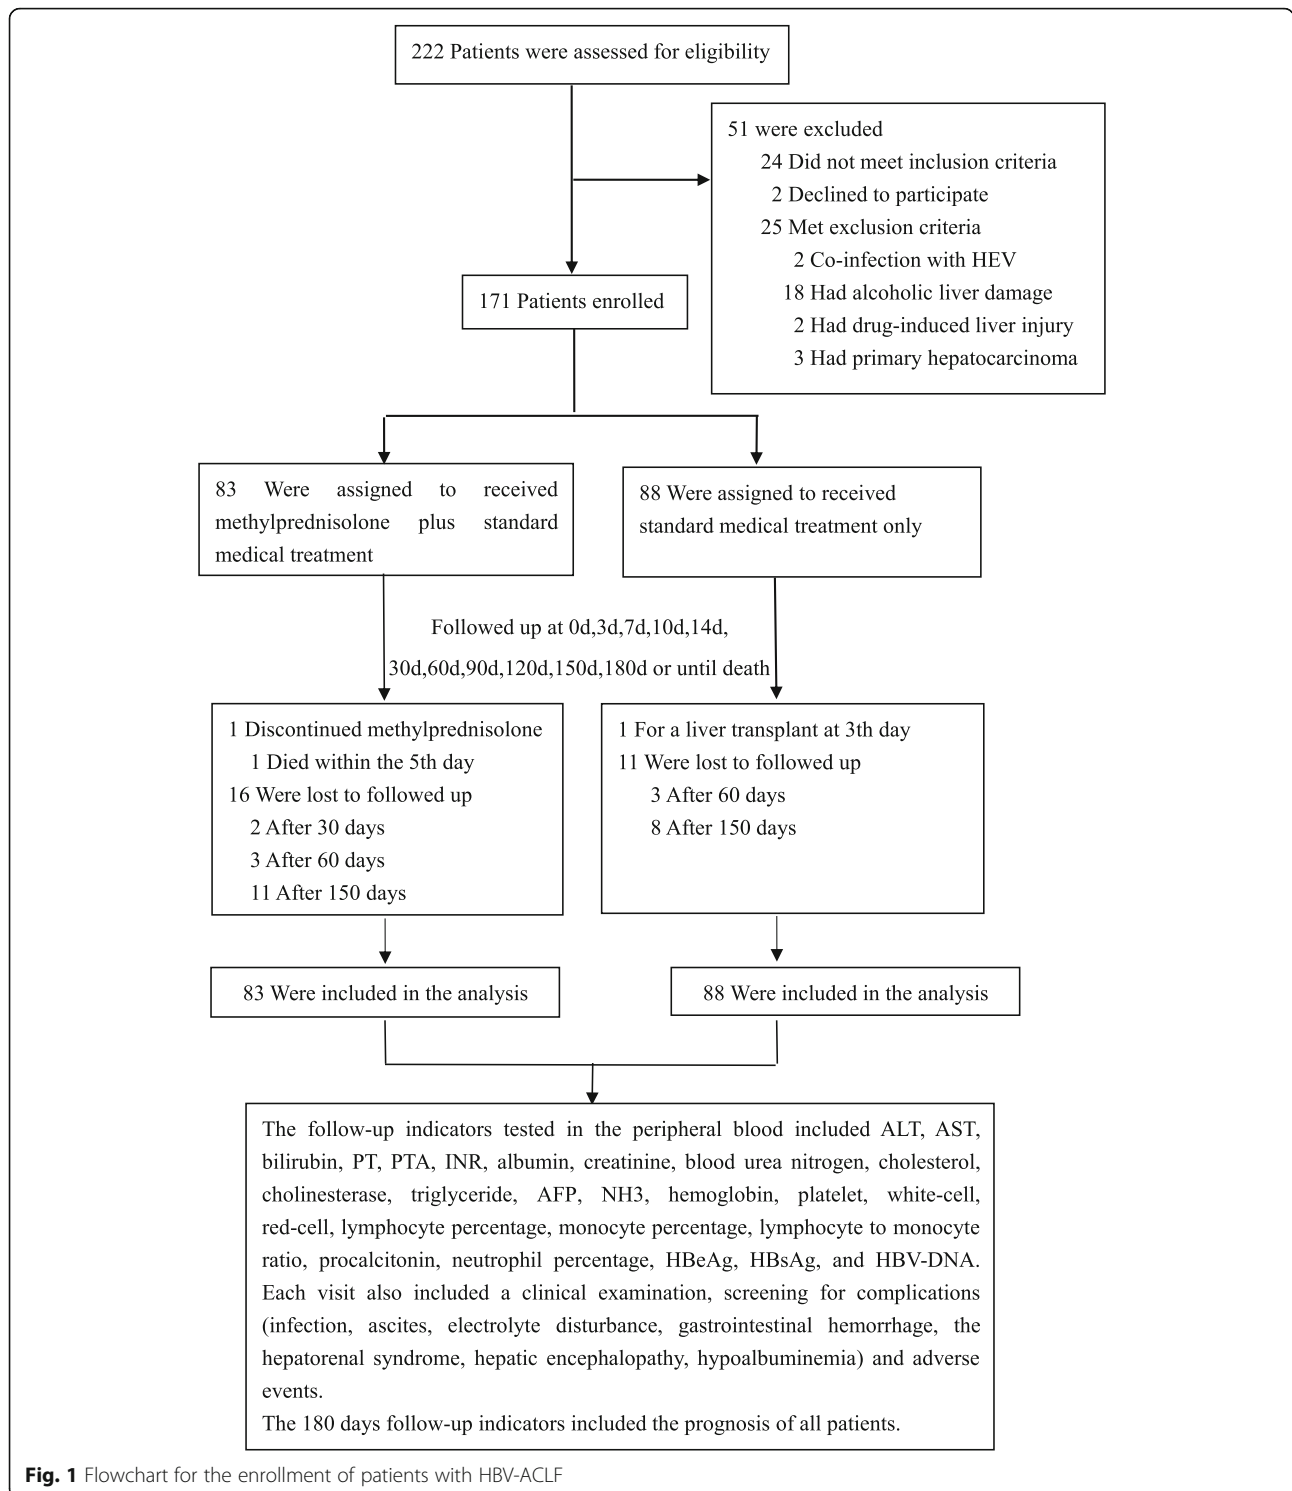 222 Patients were assessed for eligibility
51 were excluded
24 Did not meet inclusion criteria
2 Declined to participate
25 Met exclusion criteria
2 Co-infection with HEV
18 Had alcoholic liver damage
2 Had drug-induced liver injury
3 Had primary hepatocarcinoma
171 Patients enrolled
83 Were assigned to received
methylprednisolone plus standard
medical treatment
88 Were assigned to received
standard medical treatment only
Followed up at 0d,3d,7d,10d,14d,
30d,60d,90d,120d,150d,180d or until death
1 Discontinued methylprednisolone
1 Died within the 5th day
16 Were lost to followed up
2 After 30 days
3 After 60 days
11 After 150 days
1 For a liver transplant at 3th day
11 Were lost to followed up
3 After 60 days
8 After 150 days
83 Were included in the analysis
88 Were included in the analysis
The follow-up indicators tested in the peripheral blood included ALT, AST,
bilirubin, PT, PTA, INR, albumin, creatinine, blood urea nitrogen, cholesterol,
cholinesterase, triglyceride, AFP, NH3, hemoglobin, platelet, white-cell,
red-cell, lymphocyte percentage, monocyte percentage, lymphocyte to monocyte
ratio, procalcitonin, neutrophil percentage, HBeAg, HBsAg, and HBV-DNA.
Each visit also included a clinical examination, screening for complications
(infection, ascites, electrolyte disturbance, gastrointestinal hemorrhage, the
hepatorenal syndrome, hepatic encephalopathy, hypoalbuminemia) and adverse
events.
The 180 days follow-up indicators included the prognosis of all patients.
Fig. 1 Flowchart for the enrollment of patients with HBV-ACLF